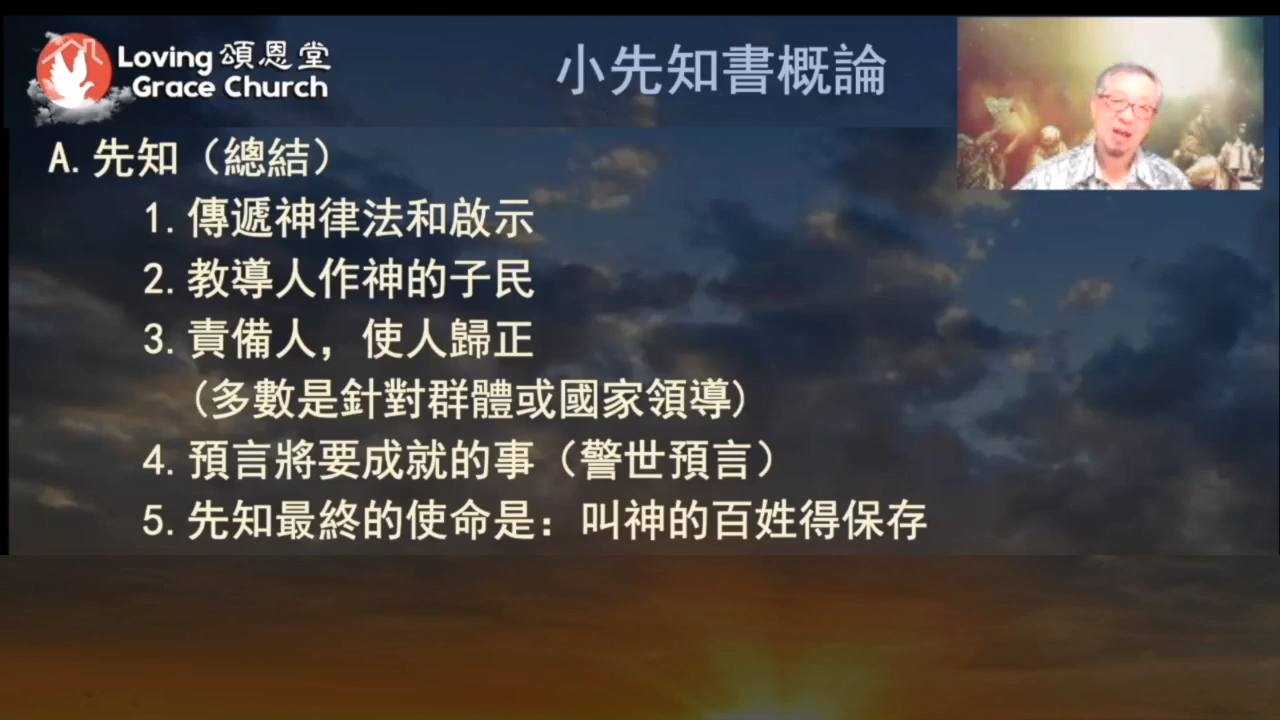 Loving 頌恩堂
Grace Church
小先知書概論
A. 先知（總結）
1. 傳遞神律法和啟示
2. 教導人作神的子民
3. 責備人，使人歸正
(多數是針對群體或國家領導)
4. 預言將要成就的事（警世預言）
5. 先知最終的使命是：叫神的百姓得保存